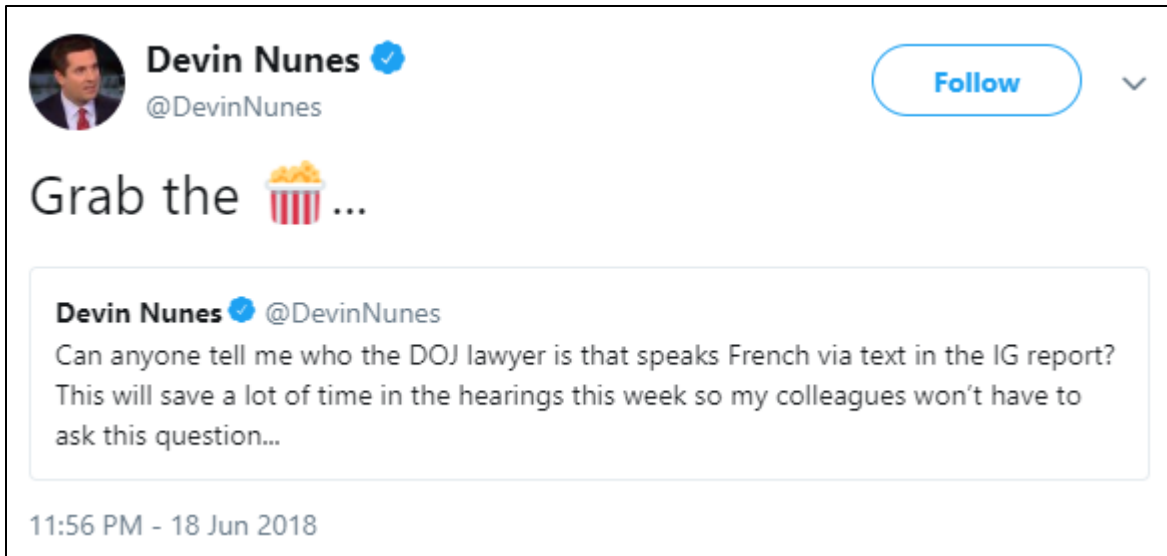 Devin Nunes
@DevinNunes
Follow
Grab the 🍿...
Devin Nunes @DevinNunes
Can anyone tell me who the DOJ lawyer is that speaks French via text in the IG report?
This will save a lot of time in the hearings this week so my colleagues won’t have to
ask this question...
11:56 PM - 18 Jun 2018